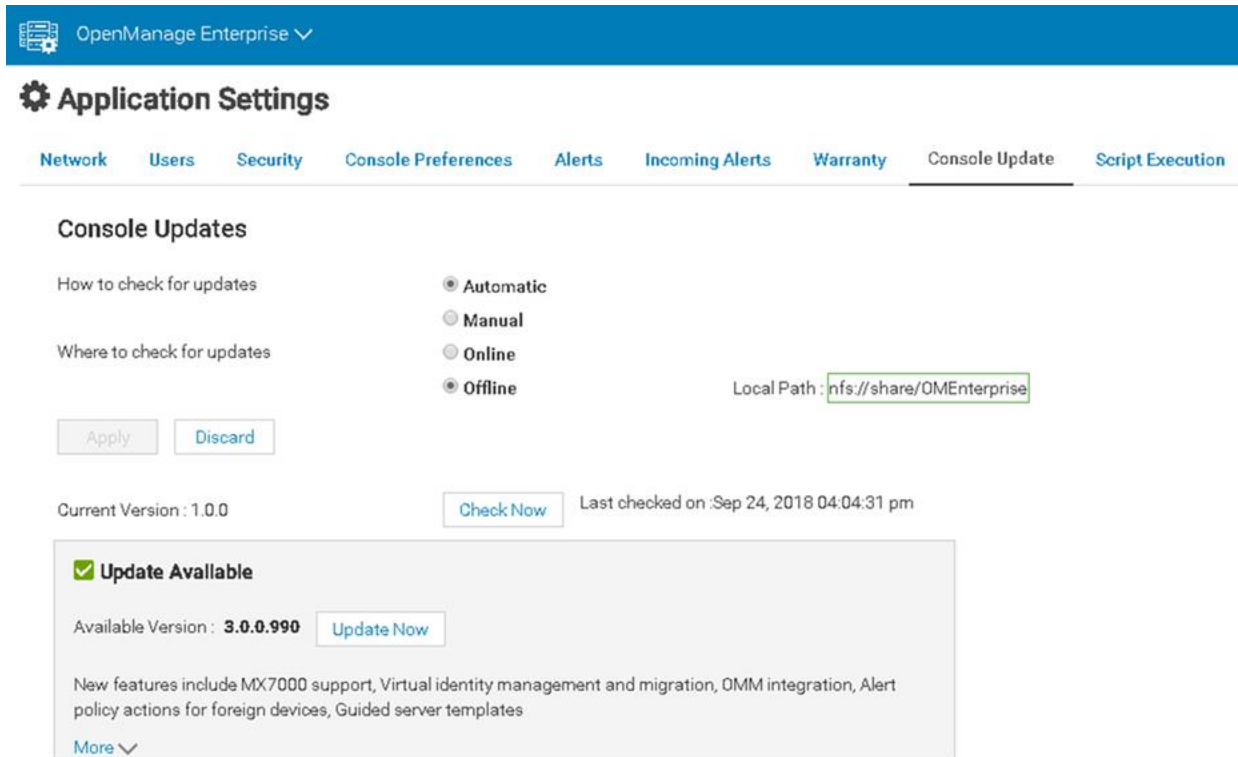 OpenManage Enterprise
Application Settings
Network Users Security Console Preferences Alerts Incoming Alerts Warranty Console Update Script Execution
Console Updates
How to check for updates Automatic
Manual
Where to check for updates Online
Offline Local Path : nfs://share/OMEnterprise
Apply Discard
Current Version : 1.0.0 Check Now Last checked on :Sep 24, 2018 04:04:31 pm
Update Available
Available Version : 3.0.0.990 Update Now
New features include MX7000 support, Virtual identity management and migration, OMM integration, Alert
policy actions for foreign devices, Guided server templates
More